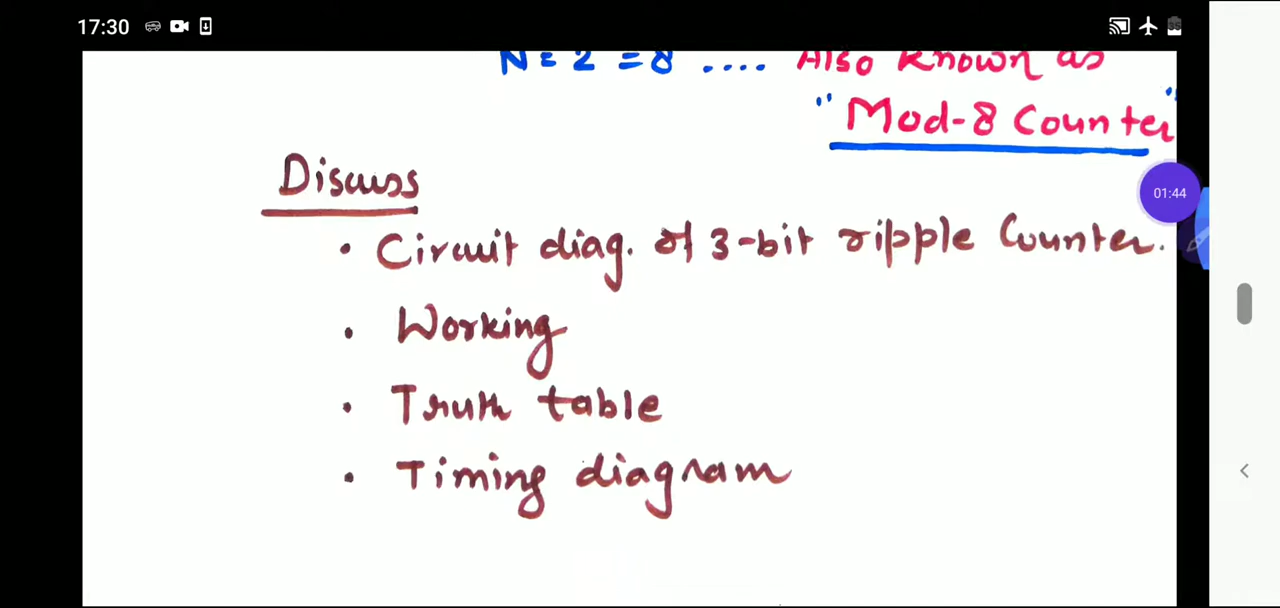 17:30
N = 2 = 8 .... Also known as
"Mod-8 Counter"
01:44
Discuss
• Circuit diag. of 3-bit ripple Counter.
• Working
• Truth table
• Timing diagram